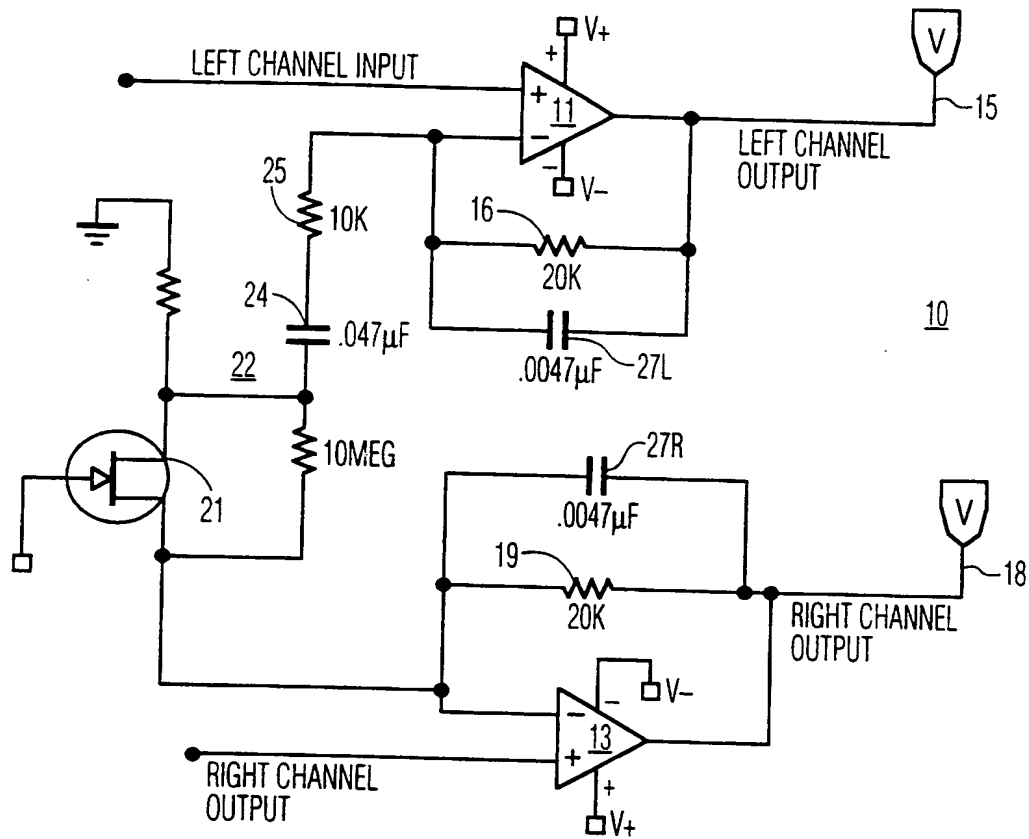 V+
+
V
LEFT CHANNEL INPUT
+
11
−
15
LEFT CHANNEL
OUTPUT
−
V−
25
10K
16
20K
24
.047µF
10
22
.0047µF
27L
10MEG
27R
21
.0047µF
V
19
20K
18
RIGHT CHANNEL
OUTPUT
−
V−
−
13
+
RIGHT CHANNEL
OUTPUT
+
V+